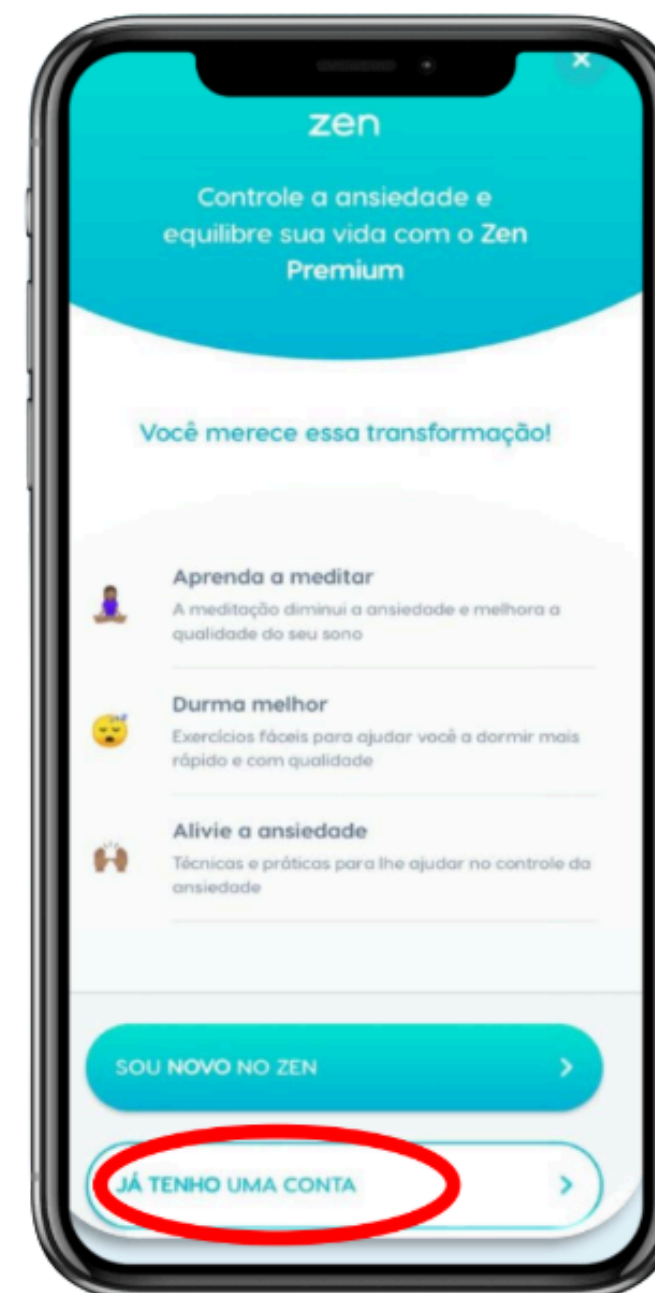 zen
Controle a ansiedade e
equilibre sua vida com o Zen
Premium
Você merece essa transformação!
Aprenda a meditar
A meditação diminui a ansiedade e melhora a
qualidade do seu sono
Durma melhor
Exercícios fáceis para ajudar você a dormir mais
rápido e com qualidade
Alivie a ansiedade
Técnicas e práticas para lhe ajudar no controle da
ansiedade
SOU NOVO NO ZEN
JÁ TENHO UMA CONTA